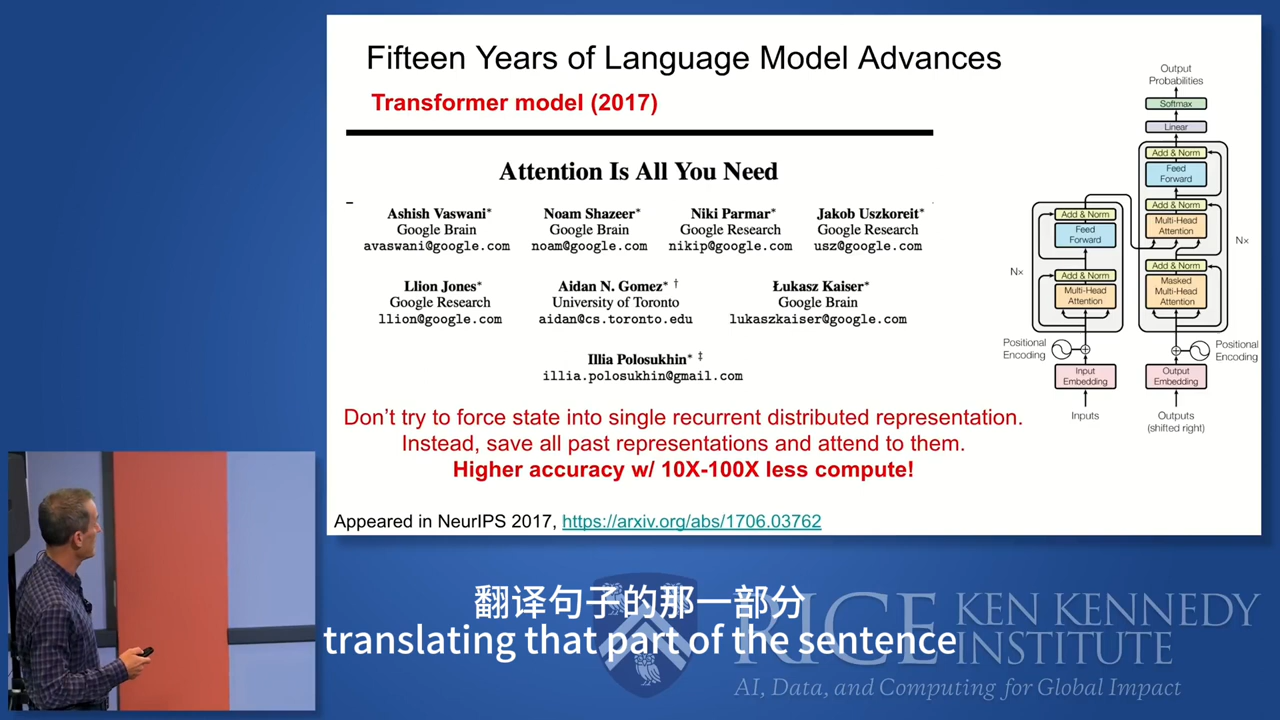 Fifteen Years of Language Model Advances
Transformer model (2017)
Attention Is All You Need
Ashish Vaswani* Noam Shazeer* Niki Parmar* Jakob Uszkoreit*
Google Brain Google Brain Google Research Google Research
avaswani@google.com noam@google.com nikip@google.com usz@google.com
Llion Jones* Aidan N. Gomez* † Łukasz Kaiser*
Google Research University of Toronto Google Brain
llion@google.com aidan@cs.toronto.edu lukaszkaiser@google.com
Illia Polosukhin* ‡
illia.polosukhin@gmail.com
Don't try to force state into single recurrent distributed representation.
Instead, save all past representations and attend to them.
Higher accuracy w/ 10X-100X less compute!
Appeared in NeurIPS 2017, https://arxiv.org/abs/1706.03762
Output
Probabilities
Softmax
Linear
Add & Norm
Feed
Forward
Add & Norm
Multi-Head
Attention
Add & Norm
Masked
Multi-Head
Attention
N×
Add & Norm
Feed
Forward
Add & Norm
Multi-Head
Attention
N×
Positional
Encoding
Positional
Encoding
Input
Embedding
Output
Embedding
Inputs
Outputs
(shifted right)
翻译句子的那一部分
translating that part of the sentence
RICE KEN KENNEDY
INSTITUTE
AI, Data, and Computing for Global Impact